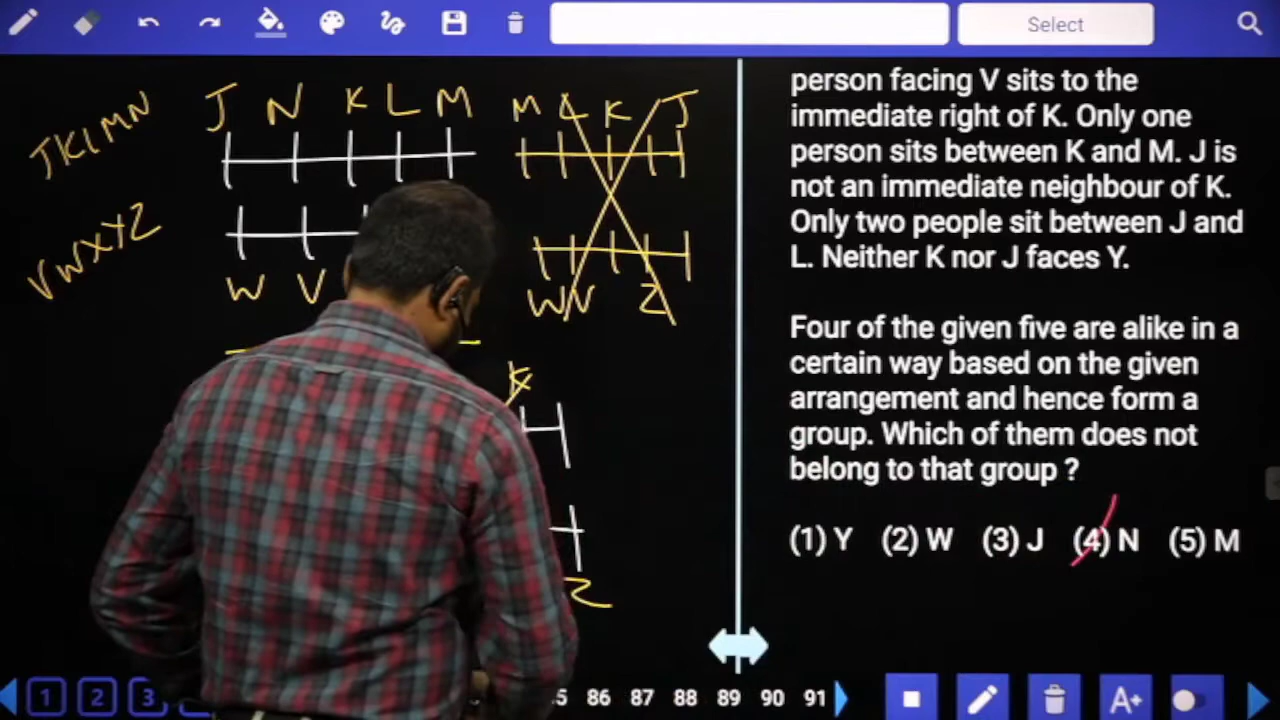 Select
J K L M N
J N K L M
M L K J
V W X Y Z
W V
W V Z
K
Z
person facing V sits to the
immediate right of K. Only one
person sits between K and M. J is
not an immediate neighbour of K.
Only two people sit between J and
L. Neither K nor J faces Y.
Four of the given five are alike in a
certain way based on the given
arrangement and hence form a
group. Which of them does not
belong to that group ?
(1) Y (2) W (3) J (4) N (5) M
1 2 3 86 87 88 89 90 91 A+